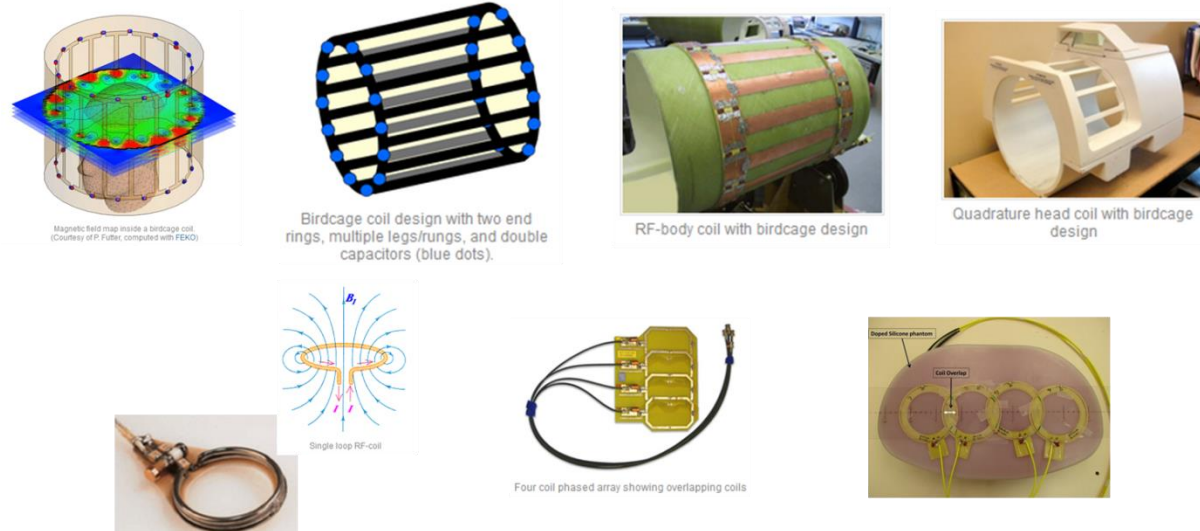 Magnetic field map inside a birdcage coil.
(Courtesy of P. Futter, computed with FEKO)
Birdcage coil design with two end
rings, multiple legs/rungs, and double
capacitors (blue dots).
RF-body coil with birdcage design
Quadrature head coil with birdcage
design
B1
I
I
Single loop RF-coil
Four coil phased array showing overlapping coils
Doped Silicone phantom
Coil Overlap